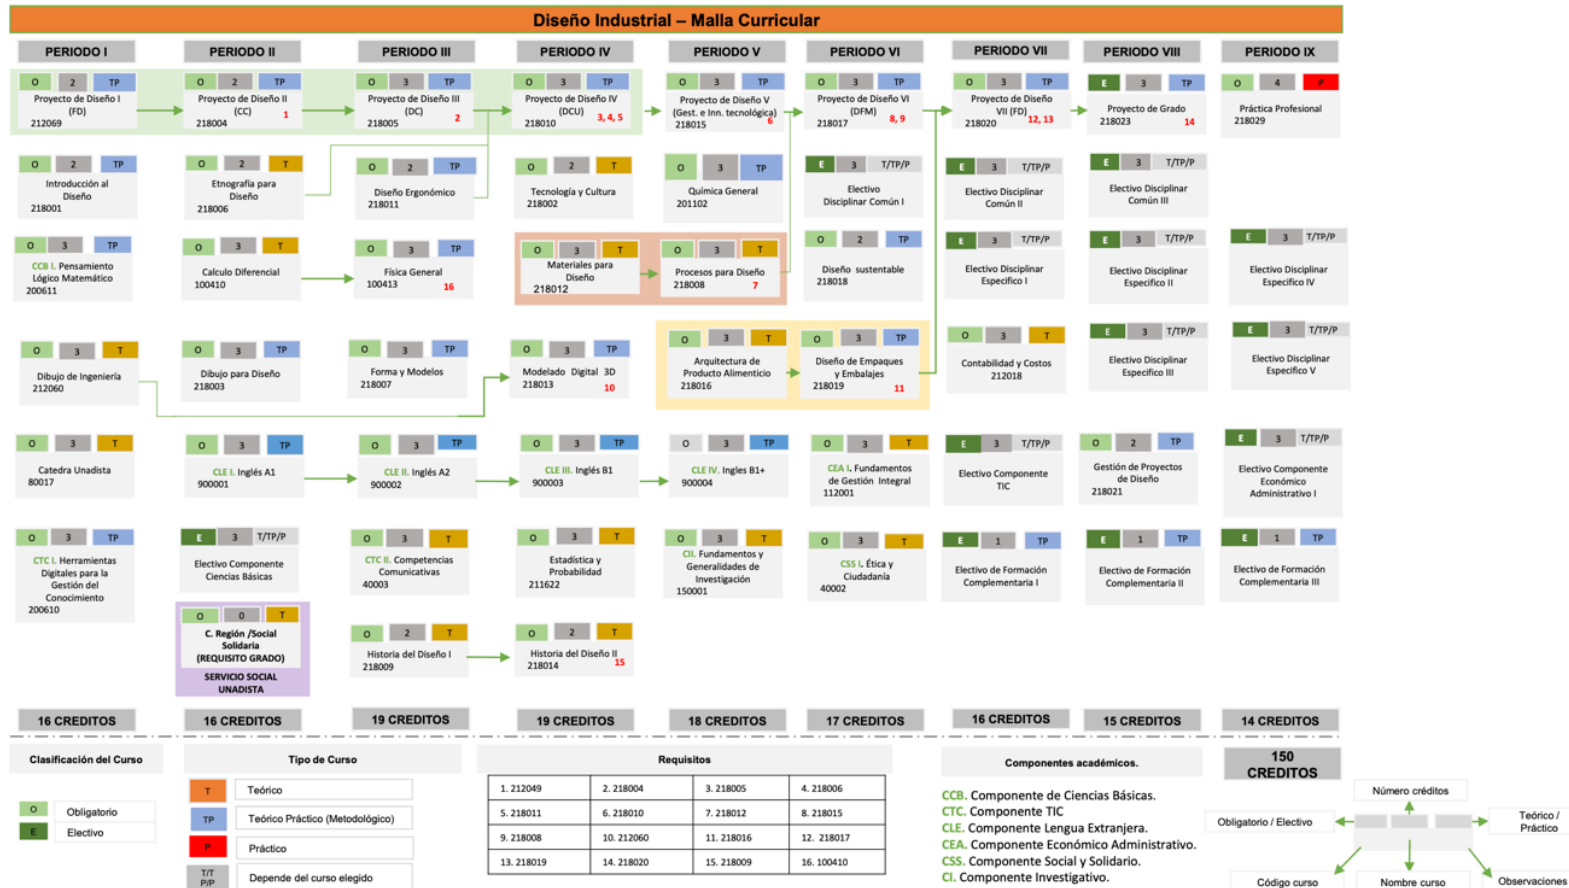 Diseño Industrial – Malla Curricular
PERIODO I
PERIODO II
PERIODO III
PERIODO IV
PERIODO V
PERIODO VI
PERIODO VII
PERIODO VIII
PERIODO IX
O 2 TP
Proyecto de Diseño I
(FD)
212069
O 2 TP
Proyecto de Diseño II
(CC)
218004
1
O 3 TP
Proyecto de Diseño III
(DC)
218005
2
O 3 TP
Proyecto de Diseño IV
(DCU)
218010
3, 4, 5
O 3 TP
Proyecto de Diseño V
(Gest. e Inn. tecnológica)
218015
6
O 3 TP
Proyecto de Diseño VI
(DFM)
218017
8, 9
O 3 TP
Proyecto de Diseño
VII (FD)
218020
12, 13
E 3 TP
Proyecto de Grado
218023
14
O 4 P
Práctica Profesional
218029
O 2 TP
Introducción al
Diseño
218001
O 2 T
Etnografía para
Diseño
218006
O 2 TP
Diseño Ergonómico
218011
O 2 T
Tecnología y Cultura
218002
O 3 TP
Química General
201102
E 3 T/TP/P
Electivo
Disciplinar Común I
E 3 T/TP/P
Electivo Disciplinar
Común II
E 3 T/TP/P
Electivo Disciplinar
Común III
O 3 TP
CCB I. Pensamiento
Lógico Matemático
200611
O 3 T
Calculo Diferencial
100410
O 3 TP
Física General
100413
16
O 3 T
Materiales para
Diseño
218012
O 3 T
Procesos para Diseño
218008
7
O 2 TP
Diseño sustentable
218018
E 3 T/TP/P
Electivo Disciplinar
Especifico I
E 3 T/TP/P
Electivo Disciplinar
Especifico II
E 3 T/TP/P
Electivo Disciplinar
Especifico IV
O 3 T
Dibujo de Ingeniería
212060
O 3 TP
Dibujo para Diseño
218003
O 3 TP
Forma y Modelos
218007
O 3 TP
Modelado Digital 3D
218013
10
O 3 T
Arquitectura de
Producto Alimenticio
218016
O 3 TP
Diseño de Empaques
y Embalajes
218019
11
O 3 T
Contabilidad y Costos
212018
E 3 T/TP/P
Electivo Disciplinar
Especifico III
E 3 T/TP/P
Electivo Disciplinar
Especifico V
O 3 T
Catedra Unadista
80017
O 3 TP
CLE I. Inglés A1
900001
O 3 TP
CLE II. Inglés A2
900002
O 3 TP
CLE III. Inglés B1
900003
O 3 TP
CLE IV. Ingles B1+
900004
O 3 T
CEA I. Fundamentos
de Gestión Integral
112001
E 3 T/TP/P
Electivo Componente
TIC
O 2 TP
Gestión de Proyectos
de Diseño
218021
E 3 T/TP/P
Electivo Componente
Económico
Administrativo I
O 3 TP
CTC I. Herramientas
Digitales para la
Gestión del
Conocimiento
200610
E 3 T/TP/P
Electivo Componente
Ciencias Básicas
O 3 T
CTC II. Competencias
Comunicativas
40003
O 3 T
Estadística y
Probabilidad
211622
O 3 T
CII. Fundamentos y
Generalidades de
Investigación
150001
O 3 T
CSS I. Ética y
Ciudadanía
40002
E 1 TP
Electivo de Formación
Complementaria I
E 1 TP
Electivo de Formación
Complementaria II
E 1 TP
Electivo de Formación
Complementaria III
O 0 T
C. Región /Social
Solidaria
(REQUISITO GRADO)
SERVICIO SOCIAL
UNADISTA
O 2 T
Historia del Diseño I
218009
O 2 T
Historia del Diseño II
218014
15
16 CREDITOS
16 CREDITOS
19 CREDITOS
19 CREDITOS
18 CREDITOS
17 CREDITOS
16 CREDITOS
15 CREDITOS
14 CREDITOS
Clasificación del Curso
O Obligatorio
E Electivo
Tipo de Curso
T Teórico
TP Teórico Práctico (Metodológico)
P Práctico
T/T
P/P
Depende del curso elegido
Requisitos
1. 212049 2. 218004 3. 218005 4. 218006
5. 218011 6. 218010 7. 218012 8. 218015
9. 218008 10. 212060 11. 218016 12. 218017
13. 218019 14. 218020 15. 218009 16. 100410
Componentes académicos.
CCB. Componente de Ciencias Básicas.
CTC. Componente TIC
CLE. Componente Lengua Extranjera.
CEA. Componente Económico Administrativo.
CSS. Componente Social y Solidario.
CI. Componente Investigativo.
150
CREDITOS
Número créditos
Obligatorio / Electivo
Teórico /
Práctico
Código curso
Nombre curso
Observaciones